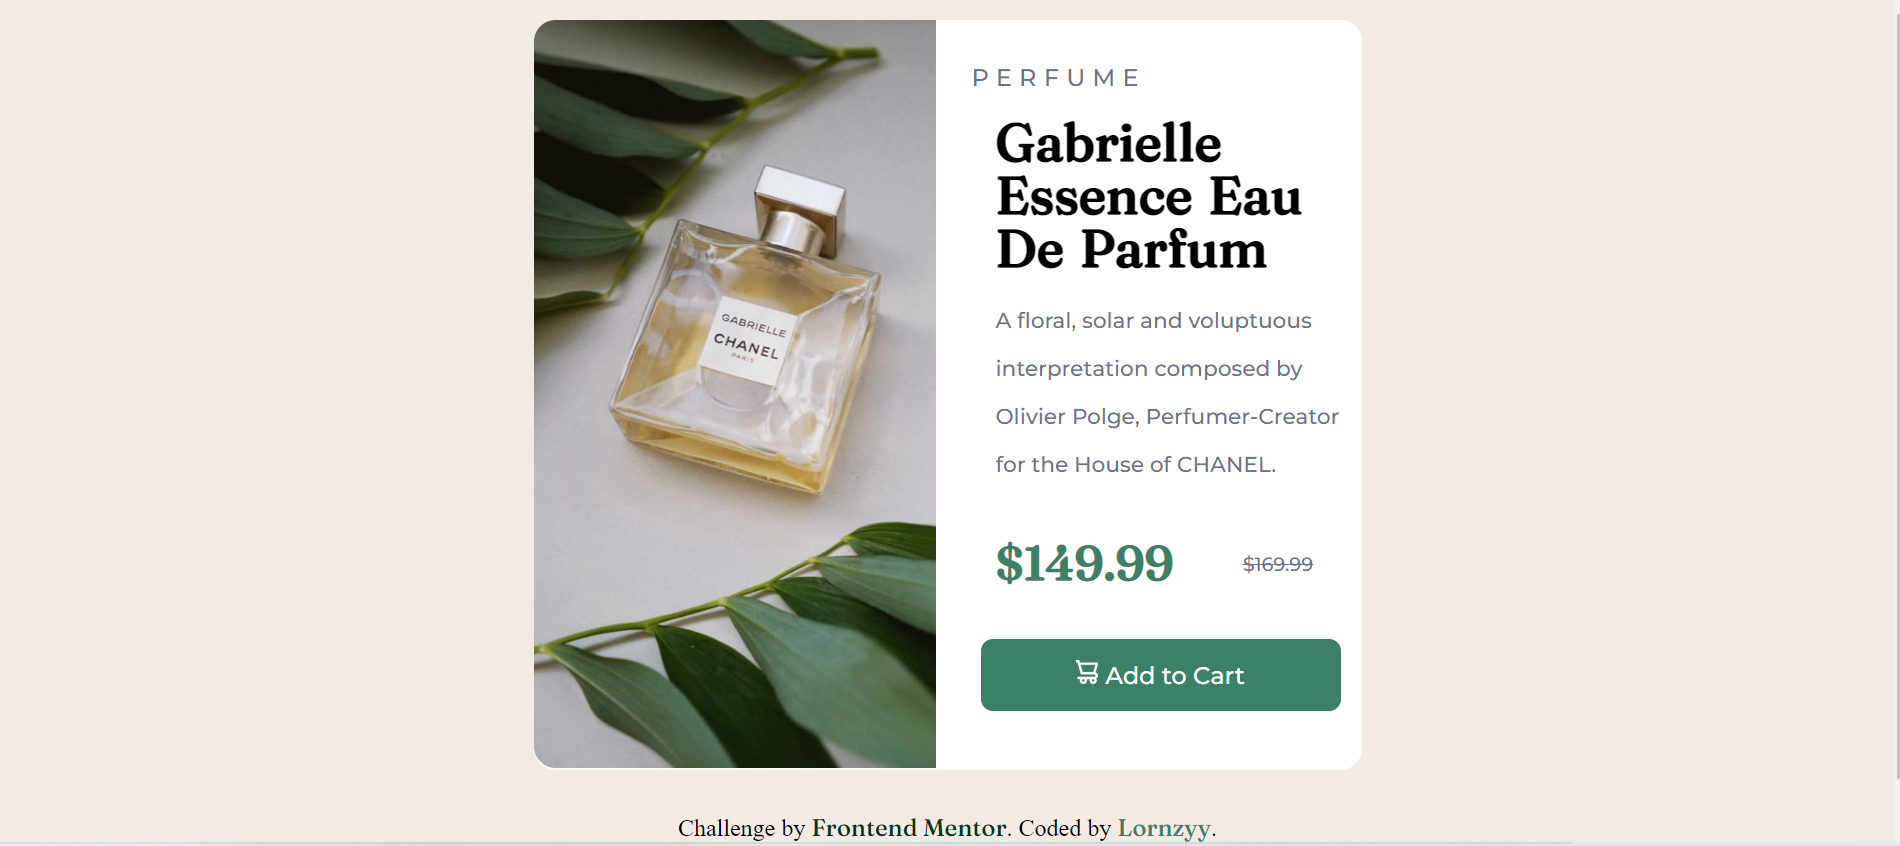 PERFUME
Gabrielle
Essence Eau
De Parfum
A floral, solar and voluptuous
interpretation composed by
Olivier Polge, Perfumer-Creator
for the House of CHANEL.
$149.99 $169.99
Add to Cart
GABRIELLE
CHANEL
PARIS
Challenge by Frontend Mentor. Coded by Lornzyy.